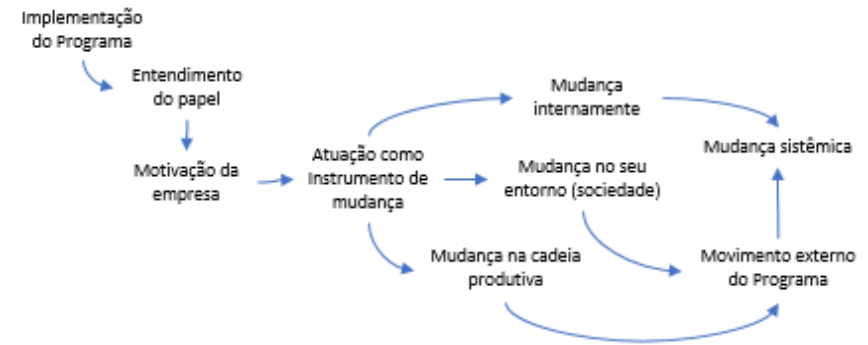 Implementação
do Programa
Entendimento
do papel
Motivação da
empresa
Atuação como
Instrumento de
mudança
Mudança
internamente
Mudança no seu
entorno (sociedade)
Mudança na cadeia
produtiva
Mudança sistêmica
Movimento externo
do Programa